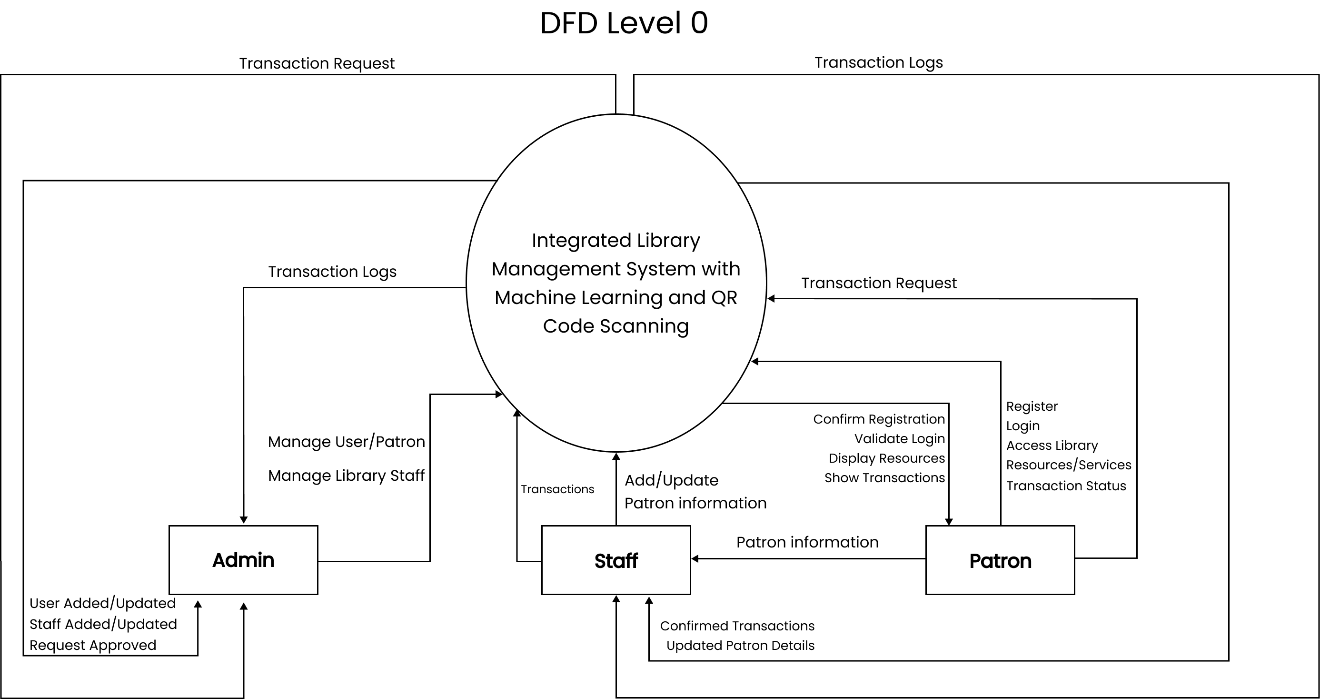 DFD Level 0
Transaction Request
Transaction Logs
Integrated Library
Management System with
Machine Learning and QR
Code Scanning
Transaction Logs
Transaction Request
Manage User/Patron
Manage Library Staff
Transactions
Add/Update
Patron information
Confirm Registration
Validate Login
Display Resources
Show Transactions
Register
Login
Access Library
Resources/Services
Transaction Status
Patron information
Admin
Staff
Patron
User Added/Updated
Staff Added/Updated
Request Approved
Confirmed Transactions
Updated Patron Details